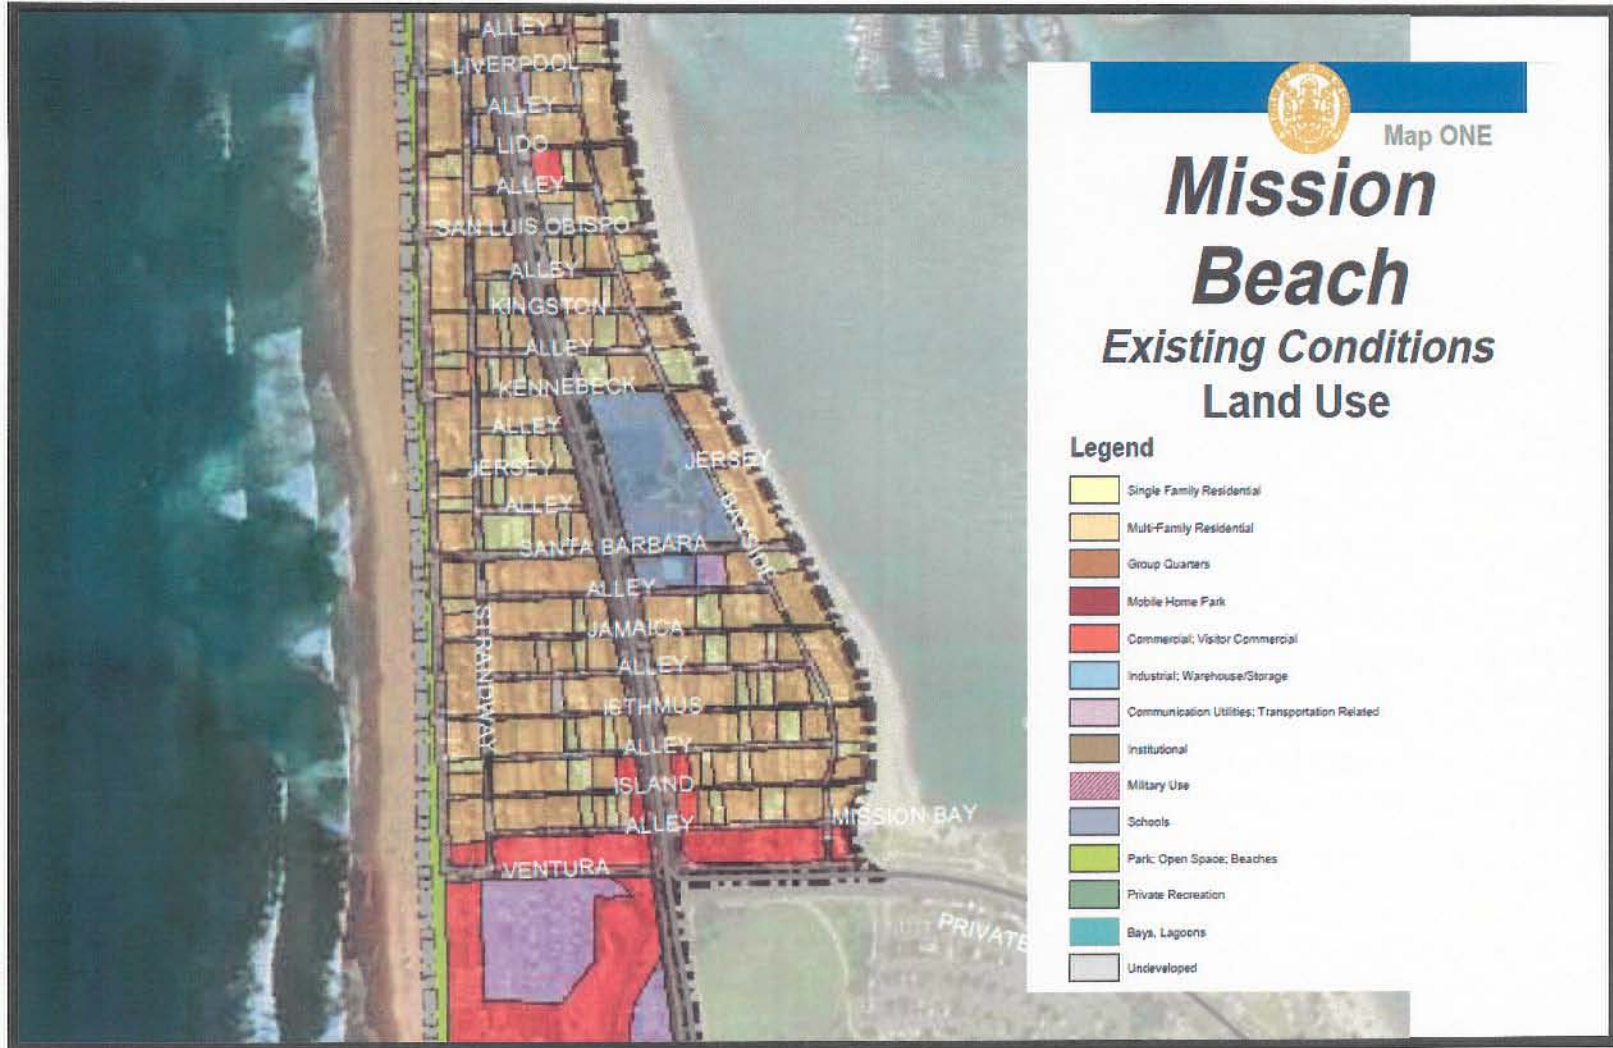 ALLEY
LIVERPOOL
ALLEY
LIDO
ALLEY
SAN LUIS OBISPO
ALLEY
KINGSTON
ALLEY
KENNEBECK
ALLEY
JERSEY
JERSEY
ALLEY
BAYSIDE
SANTA BARBARA
ALLEY
STRANDWAY
JAMAICA
ALLEY
ISTHMUS
ALLEY
ISLAND
ALLEY
MISSION BAY
VENTURA
PRIVATE
Map ONE
Mission
Beach
Existing Conditions
Land Use
Legend
Single Family Residential
Multi-Family Residential
Group Quarters
Mobile Home Park
Commercial; Visitor Commercial
Industrial; Warehouse/Storage
Communication Utilities; Transportation Related
Institutional
Military Use
Schools
Park; Open Space; Beaches
Private Recreation
Bays, Lagoons
Undeveloped